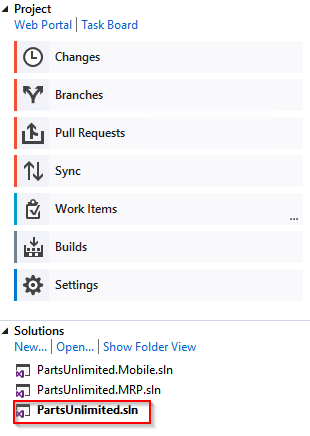 Project
Web Portal | Task Board
Changes
Branches
Pull Requests
Sync
Work Items
...
Builds
Settings
Solutions
New... | Open... | Show Folder View
PartsUnlimited.Mobile.sln
PartsUnlimited.MRP.sln
PartsUnlimited.sln